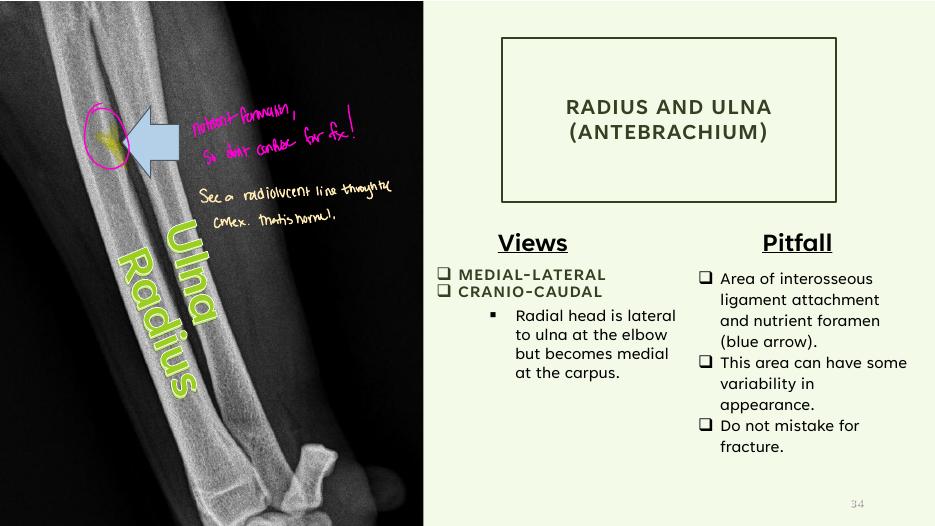 nutrient foramen,
so dont confuse for fx!
See a radiolucent line through the
cortex. that is normal.
Ulna
Radius
RADIUS AND ULNA
(ANTEBRACHIUM)
Views
❑ MEDIAL-LATERAL
❑ CRANIO-CAUDAL
▪ Radial head is lateral
to ulna at the elbow
but becomes medial
at the carpus.
Pitfall
❑ Area of interosseous
ligament attachment
and nutrient foramen
(blue arrow).
❑ This area can have some
variability in
appearance.
❑ Do not mistake for
fracture.
34